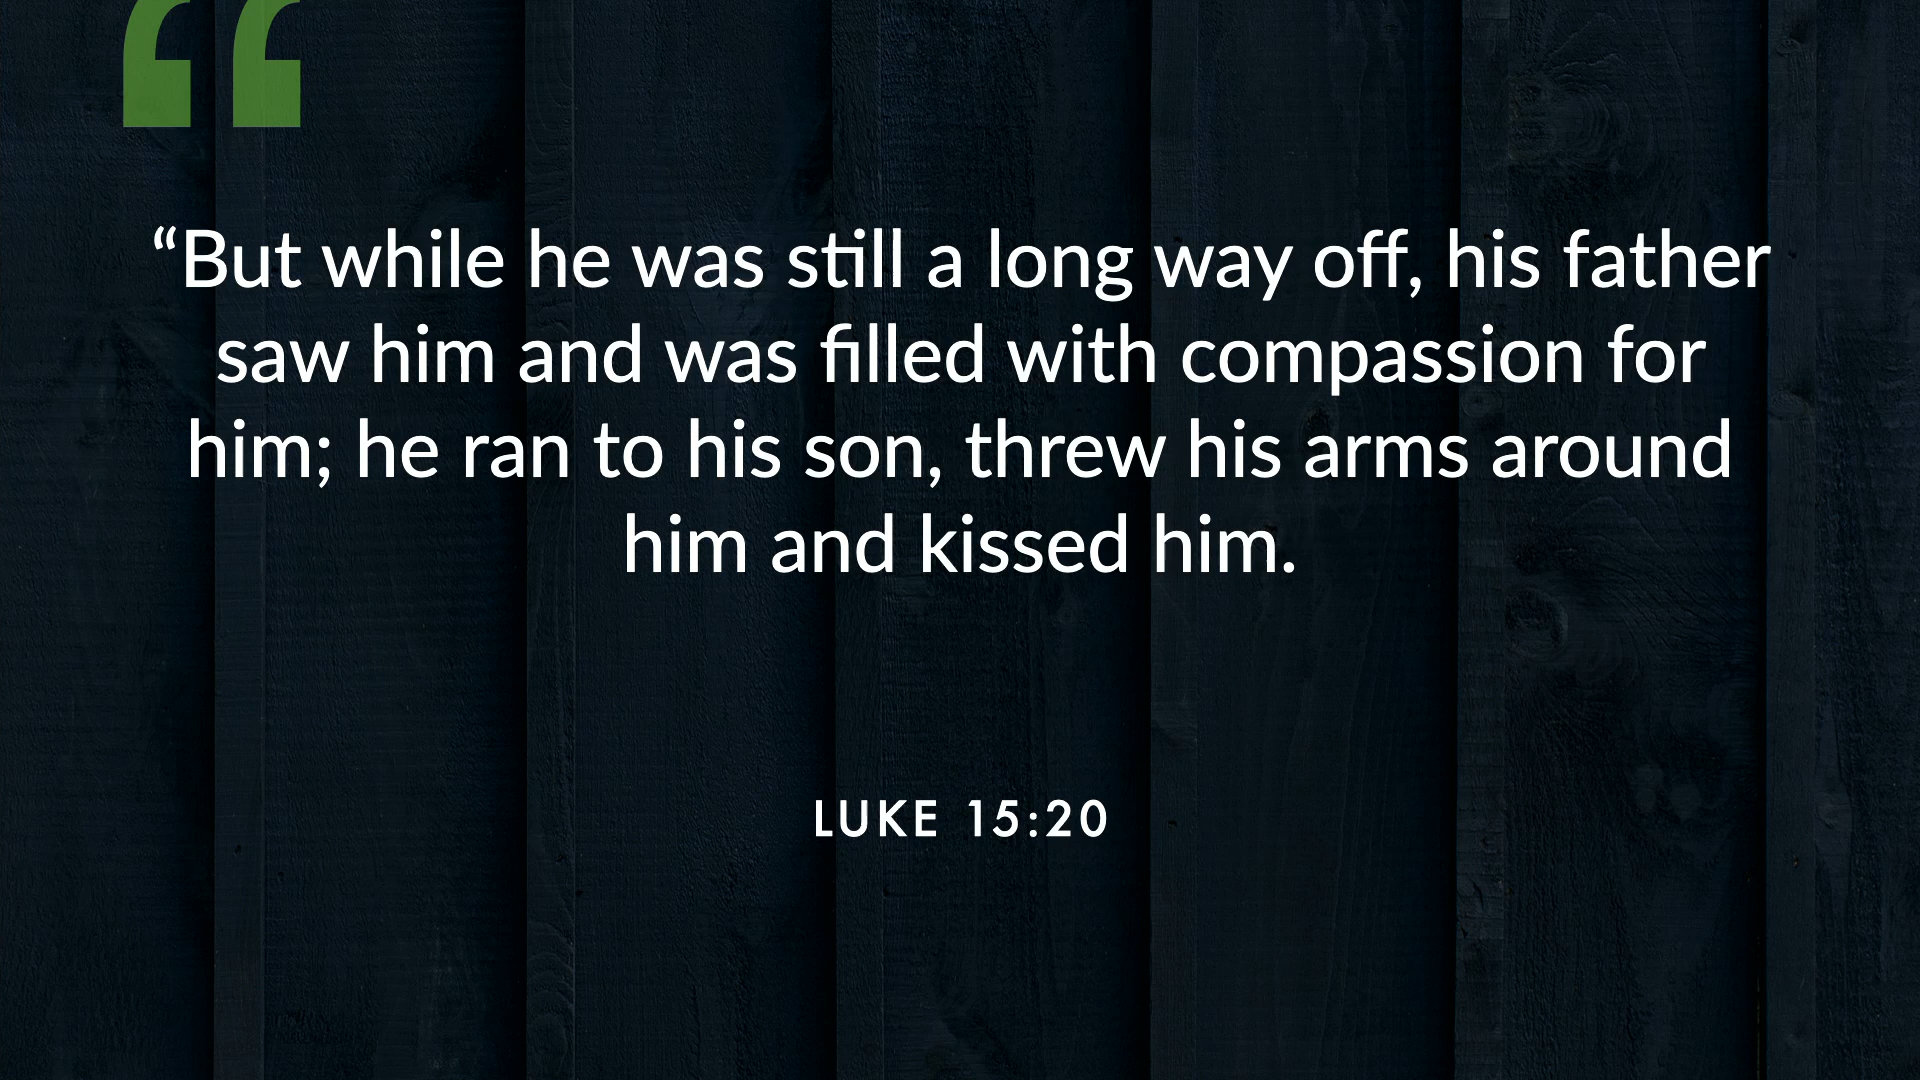 “
“But while he was still a long way off, his father
saw him and was filled with compassion for
him; he ran to his son, threw his arms around
him and kissed him.
LUKE 15:20